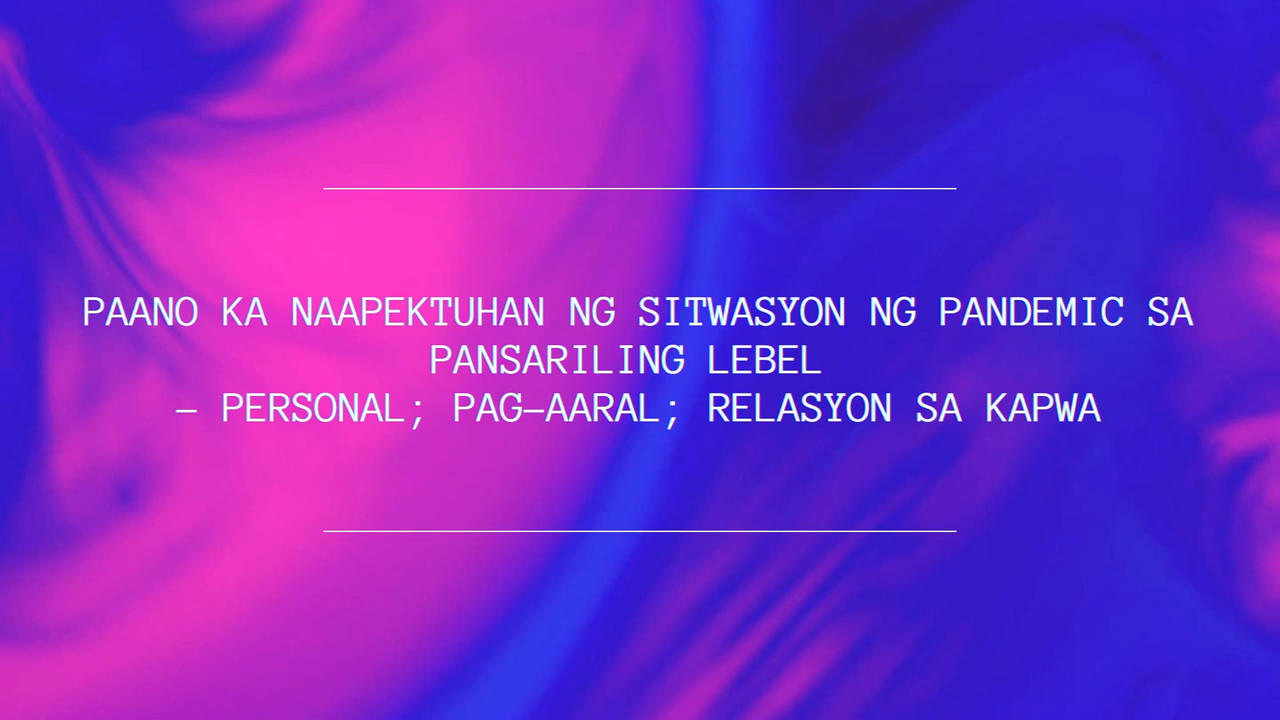 PAANO KA NAAPEKTUHAN NG SITWASYON NG PANDEMIC SA
PANSARILING LEBEL
– PERSONAL; PAG–AARAL; RELASYON SA KAPWA